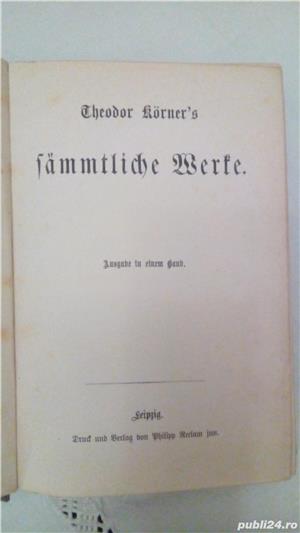 Theodor Körner's
sämmtliche Werke.
Ausgabe in einem Band.
Leipzig.
Druck und Verlag von Philipp Reclam jun.
publi24.ro